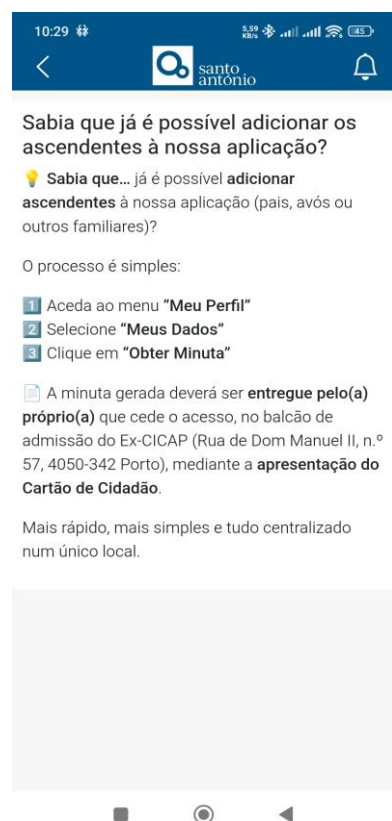 10:29
5,59 KB/s
45
santo
antónio
Sabia que já é possível adicionar os
ascendentes à nossa aplicação?
💡 Sabia que... já é possível adicionar
ascendentes à nossa aplicação (pais, avós ou
outros familiares)?
O processo é simples:
1️⃣ Aceda ao menu “Meu Perfil”
2️⃣ Selecione “Meus Dados”
3️⃣ Clique em “Obter Minuta”
📄 A minuta gerada deverá ser entregue pelo(a)
próprio(a) que cede o acesso, no balcão de
admissão do Ex-CICAP (Rua de Dom Manuel II, n.º
57, 4050-342 Porto), mediante a apresentação do
Cartão de Cidadão.
Mais rápido, mais simples e tudo centralizado
num único local.